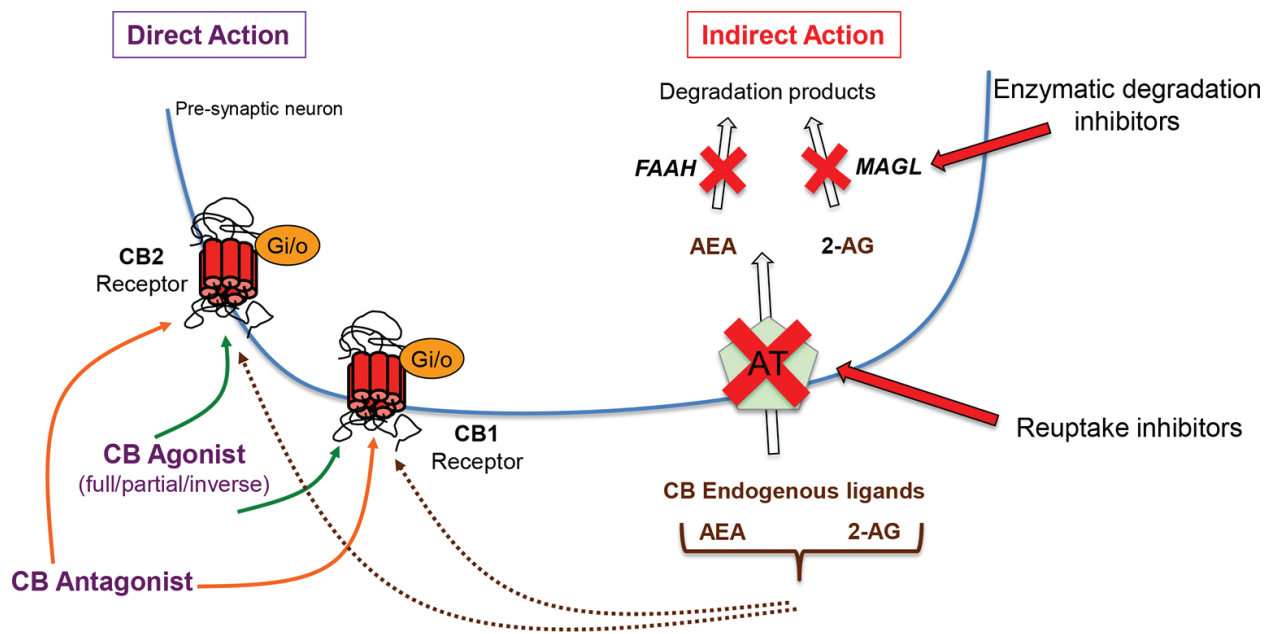 Direct Action
Indirect Action
Pre-synaptic neuron
Degradation products
Enzymatic degradation
inhibitors
FAAH
MAGL
AEA
2-AG
CB2
Receptor
Gi/o
Gi/o
CB1
Receptor
AT
Reuptake inhibitors
CB Agonist
(full/partial/inverse)
CB Endogenous ligands
AEA
2-AG
CB Antagonist